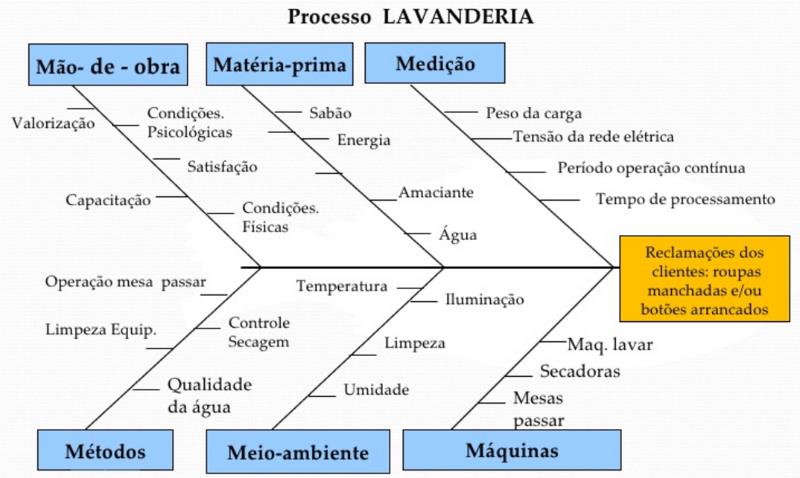 Processo LAVANDERIA
Mão- de - obra
Matéria-prima
Medição
Valorização
Condições.
Psicológicas
Satisfação
Capacitação
Condições.
Físicas
Sabão
Energia
Amaciante
Água
Peso da carga
Tensão da rede elétrica
Período operação contínua
Tempo de processamento
Reclamações dos
clientes: roupas
manchadas e/ou
botões arrancados
Operação mesa passar
Limpeza Equip.
Controle
Secagem
Qualidade
da água
Temperatura
Iluminação
Limpeza
Umidade
Maq. lavar
Secadoras
Mesas
passar
Métodos
Meio-ambiente
Máquinas